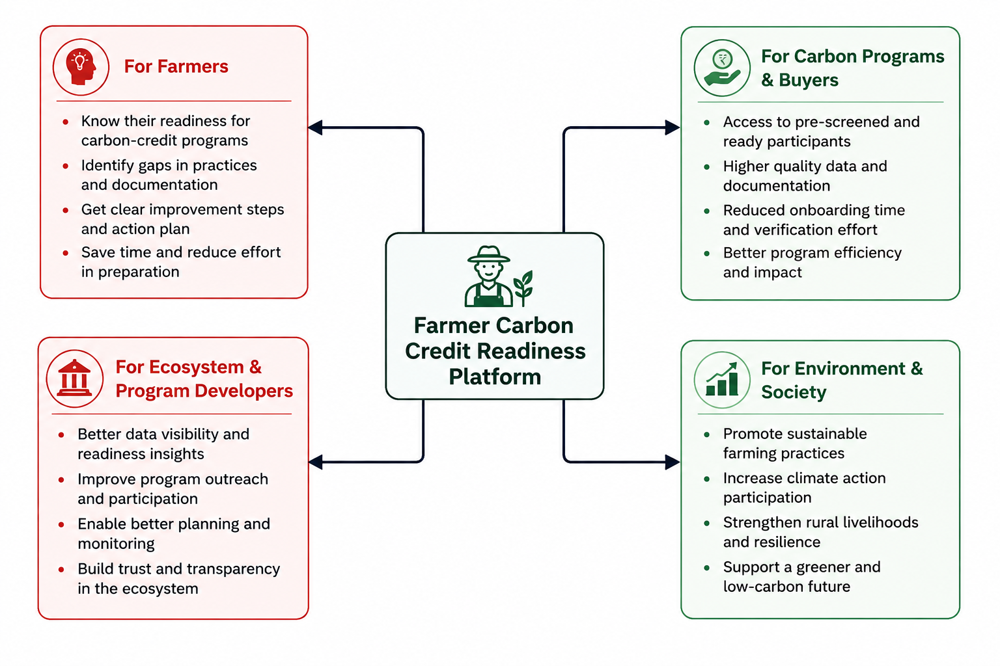 For Farmers
• Know their readiness for
carbon-credit programs
• Identify gaps in practices
and documentation
• Get clear improvement steps
and action plan
• Save time and reduce effort
in preparation
For Carbon Programs
& Buyers
• Access to pre-screened and
ready participants
• Higher quality data and
documentation
• Reduced onboarding time
and verification effort
• Better program efficiency
and impact
₹
Farmer Carbon
Credit Readiness
Platform
For Ecosystem &
Program Developers
• Better data visibility and
readiness insights
• Improve program outreach
and participation
• Enable better planning and
monitoring
• Build trust and transparency
in the ecosystem
For Environment &
Society
• Promote sustainable
farming practices
• Increase climate action
participation
• Strengthen rural livelihoods
and resilience
• Support a greener and
low-carbon future